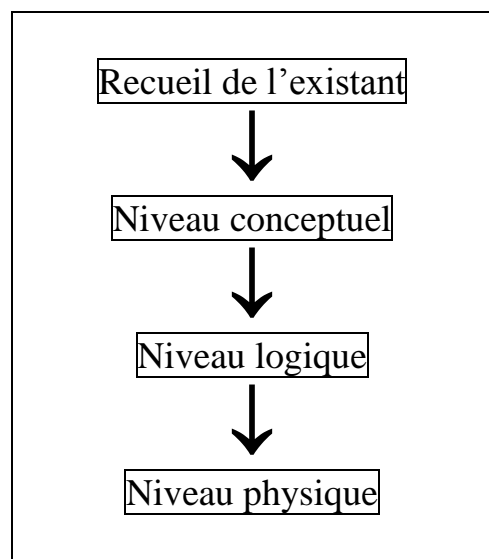 Recueil de l’existant
Niveau conceptuel
Niveau logique
Niveau physique